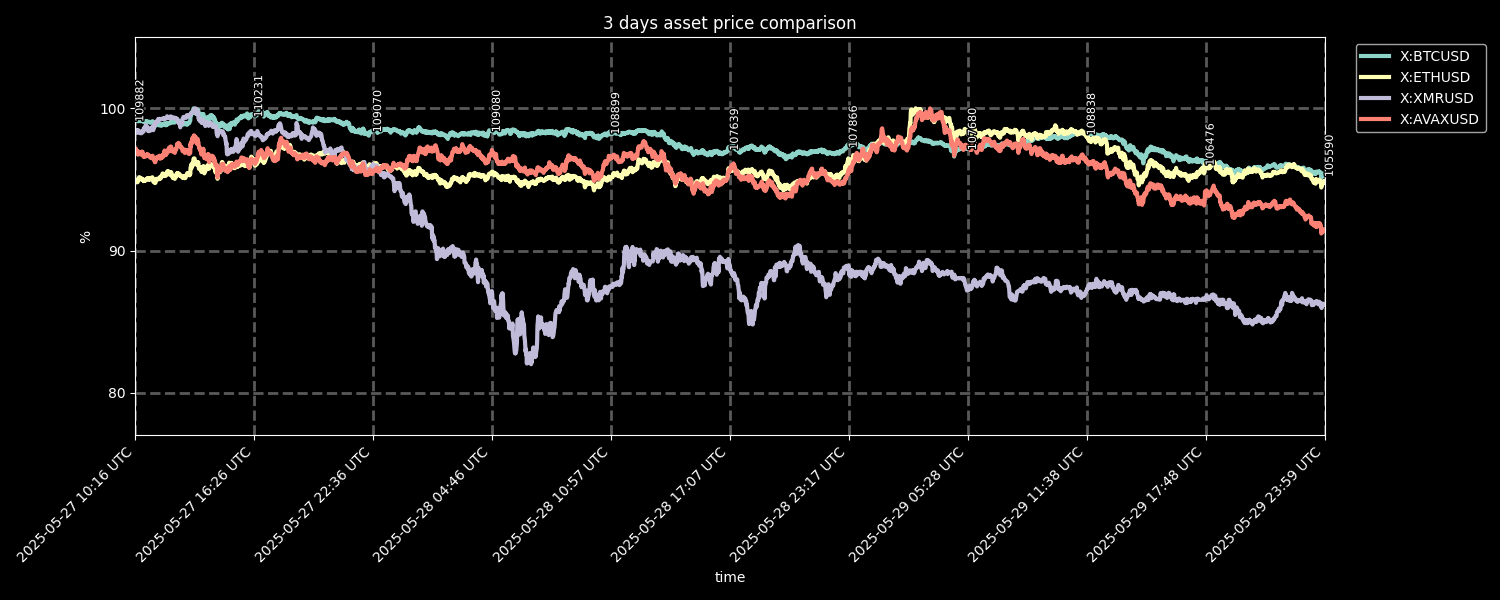 3 days asset price comparison
X:BTCUSD
X:ETHUSD
X:XMRUSD
X:AVAXUSD
100
90
80
%
109882
110231
109070
109080
108899
107639
107866
107680
108838
106476
105590
2025-05-27 10:16 UTC
2025-05-27 16:26 UTC
2025-05-27 22:36 UTC
2025-05-28 04:46 UTC
2025-05-28 10:57 UTC
2025-05-28 17:07 UTC
2025-05-28 23:17 UTC
2025-05-29 05:28 UTC
2025-05-29 11:38 UTC
2025-05-29 17:48 UTC
2025-05-29 23:59 UTC
time